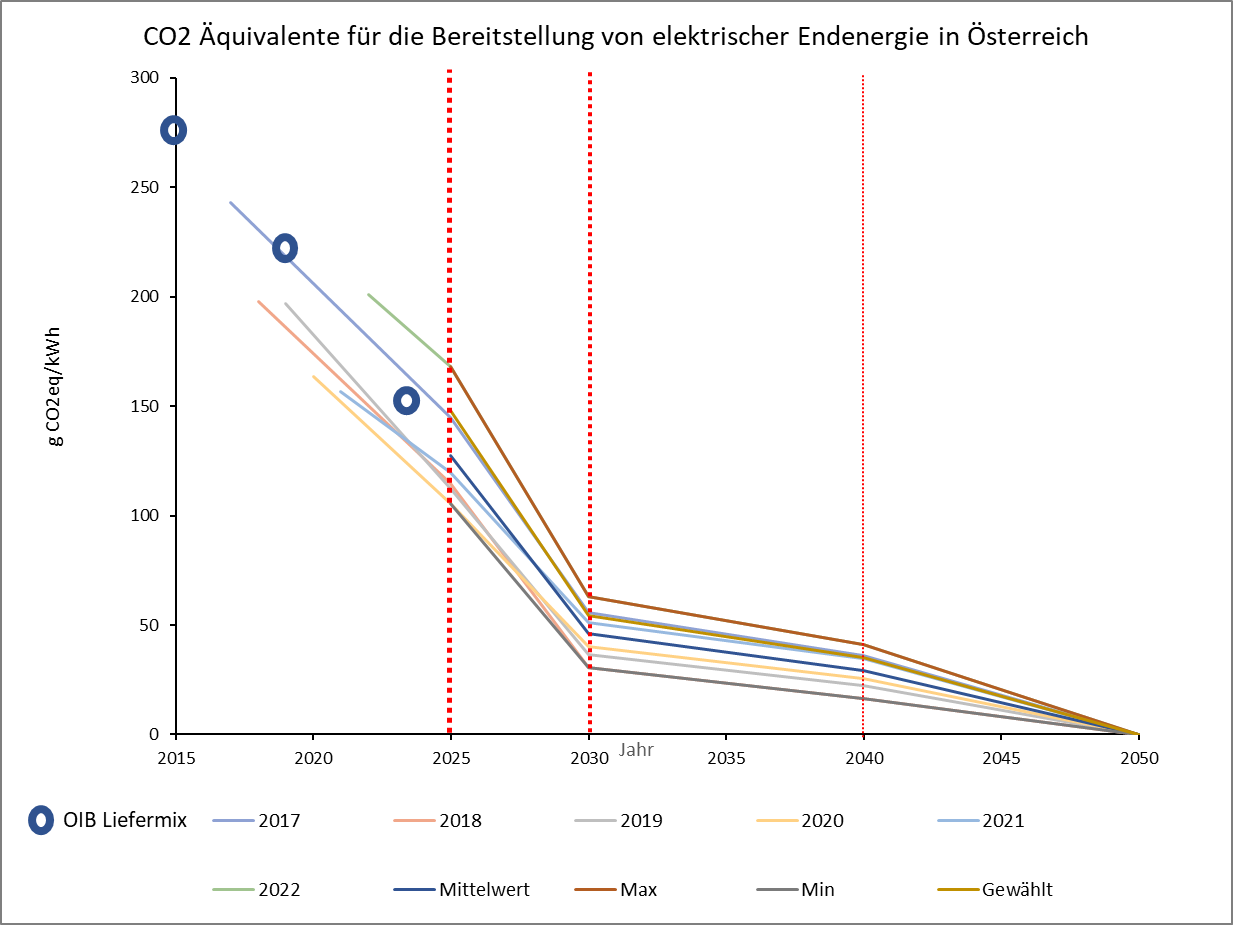 CO2 Äquivalente für die Bereitstellung von elektrischer Endenergie in Österreich
300
250
200
150
100
50
0
g CO2eq/kWh
2015 2020 2025 2030 2035 2040 2045 2050
Jahr
OIB Liefermix 2017 2018 2019 2020 2021
2022 Mittelwert Max Min Gewählt